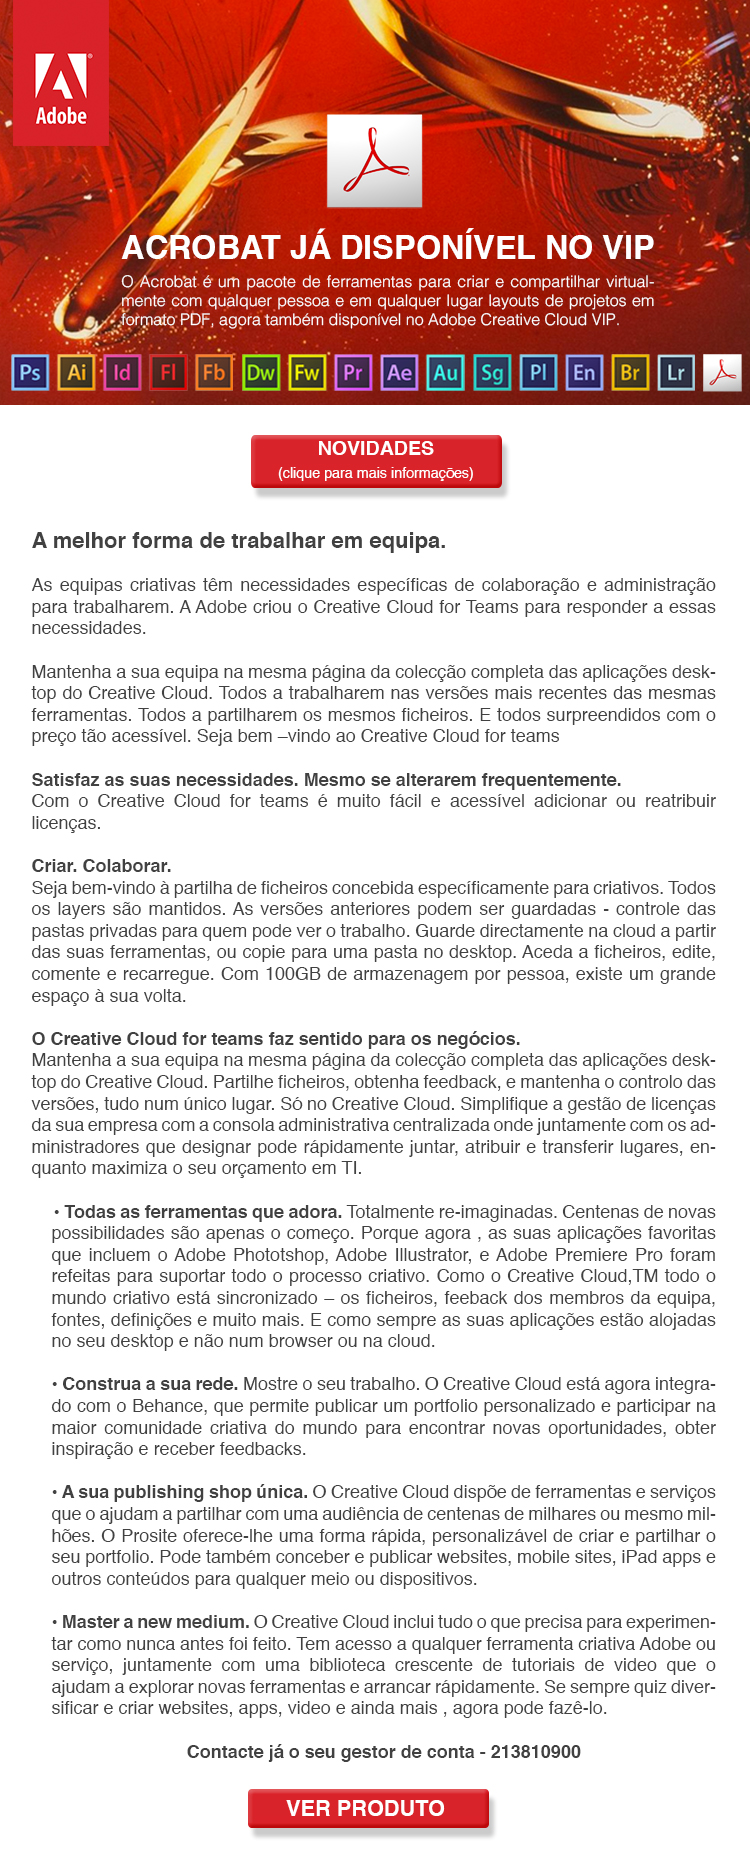 Adobe
ACROBAT JÁ DISPONÍVEL NO VIP
O Acrobat é um pacote de ferramentas para criar e compartilhar virtual-
mente com qualquer pessoa e em qualquer lugar layouts de projetos em
formato PDF, agora também disponível no Adobe Creative Cloud VIP.
Ps Ai Id Fl Fb Dw Fw Pr Ae Au Sg Pl En Br Lr
NOVIDADES
(clique para mais informações)
A melhor forma de trabalhar em equipa.
As equipas criativas têm necessidades específicas de colaboração e administração
para trabalharem. A Adobe criou o Creative Cloud for Teams para responder a essas
necessidades.
Mantenha a sua equipa na mesma página da colecção completa das aplicações desk-
top do Creative Cloud. Todos a trabalharem nas versões mais recentes das mesmas
ferramentas. Todos a partilharem os mesmos ficheiros. E todos surpreendidos com o
preço tão acessível. Seja bem –vindo ao Creative Cloud for teams
Satisfaz as suas necessidades. Mesmo se alterarem frequentemente.
Com o Creative Cloud for teams é muito fácil e acessível adicionar ou reatribuir
licenças.
Criar. Colaborar.
Seja bem-vindo à partilha de ficheiros concebida específicamente para criativos. Todos
os layers são mantidos. As versões anteriores podem ser guardadas - controle das
pastas privadas para quem pode ver o trabalho. Guarde directamente na cloud a partir
das suas ferramentas, ou copie para uma pasta no desktop. Aceda a ficheiros, edite,
comente e recarregue. Com 100GB de armazenagem por pessoa, existe um grande
espaço à sua volta.
O Creative Cloud for teams faz sentido para os negócios.
Mantenha a sua equipa na mesma página da colecção completa das aplicações desk-
top do Creative Cloud. Partilhe ficheiros, obtenha feedback, e mantenha o controlo das
versões, tudo num único lugar. Só no Creative Cloud. Simplifique a gestão de licenças
da sua empresa com a consola administrativa centralizada onde juntamente com os ad-
ministradores que designar pode rápidamente juntar, atribuir e transferir lugares, en-
quanto maximiza o seu orçamento em TI.
• Todas as ferramentas que adora. Totalmente re-imaginadas. Centenas de novas
possibilidades são apenas o começo. Porque agora , as suas aplicações favoritas
que incluem o Adobe Phototshop, Adobe Illustrator, e Adobe Premiere Pro foram
refeitas para suportar todo o processo criativo. Como o Creative Cloud,TM todo o
mundo criativo está sincronizado – os ficheiros, feeback dos membros da equipa,
fontes, definições e muito mais. E como sempre as suas aplicações estão alojadas
no seu desktop e não num browser ou na cloud.
• Construa a sua rede. Mostre o seu trabalho. O Creative Cloud está agora integra-
do com o Behance, que permite publicar um portfolio personalizado e participar na
maior comunidade criativa do mundo para encontrar novas oportunidades, obter
inspiração e receber feedbacks.
• A sua publishing shop única. O Creative Cloud dispõe de ferramentas e serviços
que o ajudam a partilhar com uma audiência de centenas de milhares ou mesmo mil-
hões. O Prosite oferece-lhe uma forma rápida, personalizável de criar e partilhar o
seu portfolio. Pode também conceber e publicar websites, mobile sites, iPad apps e
outros conteúdos para qualquer meio ou dispositivos.
• Master a new medium. O Creative Cloud inclui tudo o que precisa para experimen-
tar como nunca antes foi feito. Tem acesso a qualquer ferramenta criativa Adobe ou
serviço, juntamente com uma biblioteca crescente de tutoriais de video que o
ajudam a explorar novas ferramentas e arrancar rápidamente. Se sempre quiz diver-
sificar e criar websites, apps, video e ainda mais , agora pode fazê-lo.
Contacte já o seu gestor de conta - 213810900
VER PRODUTO